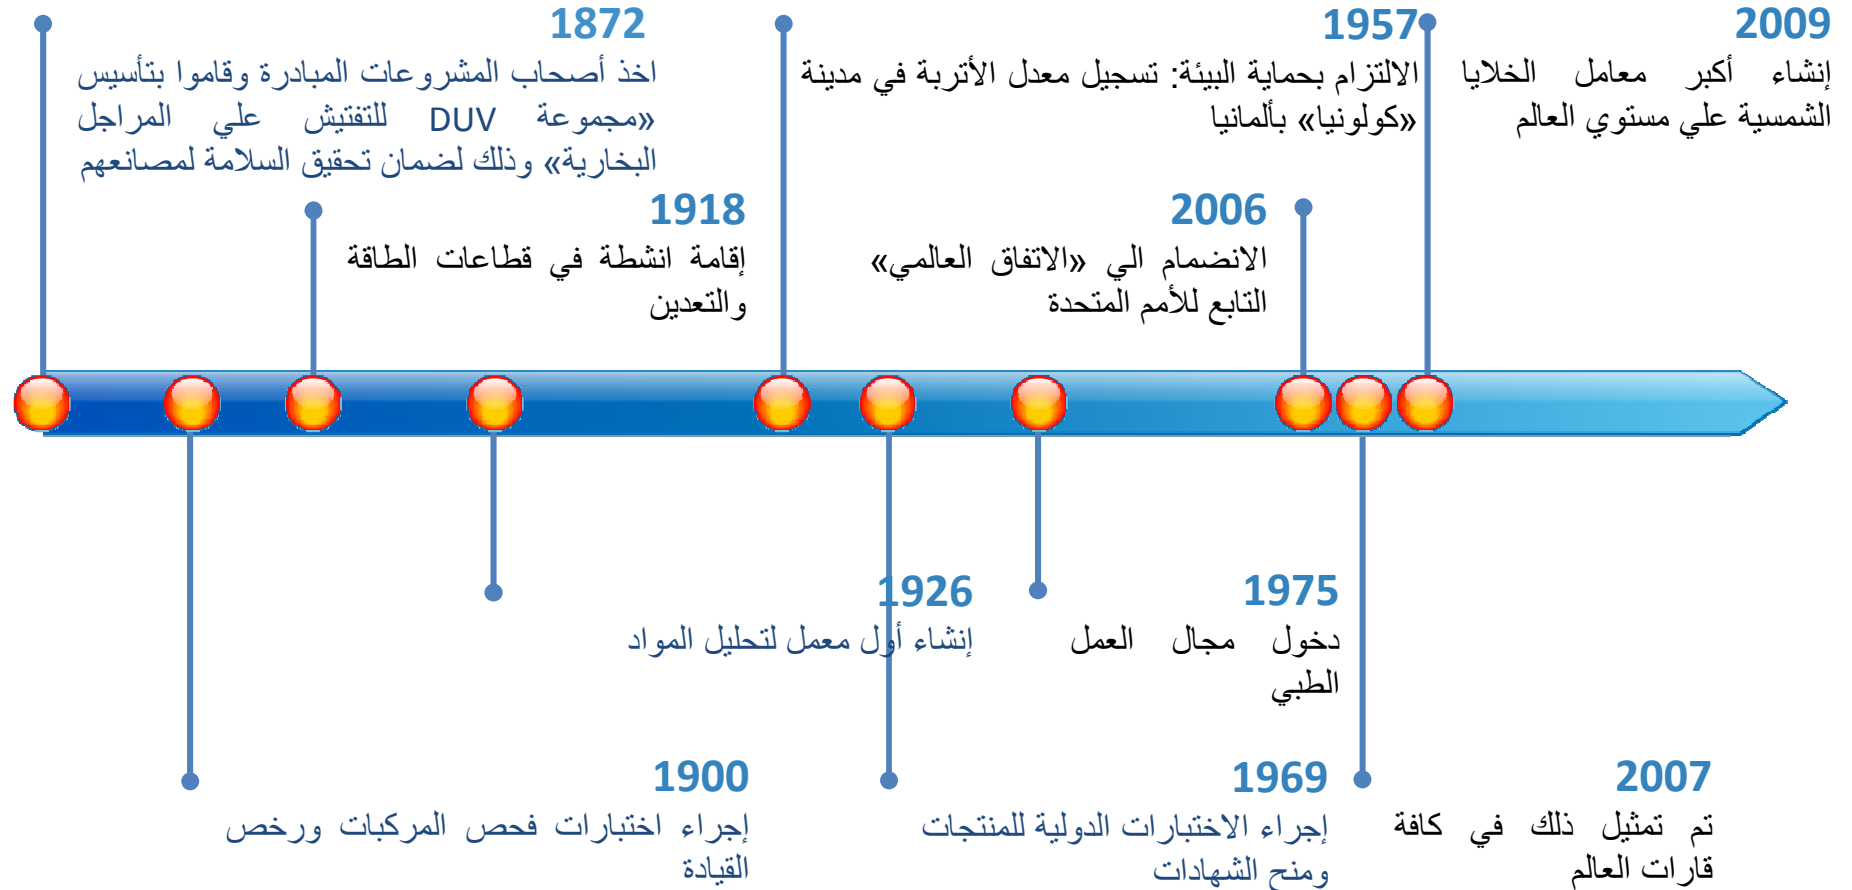 1872
اخذ أصحاب المشروعات المبادرة وقاموا بتأسيس
«مجموعة DUV للتفتيش علي المراجل
البخارية» وذلك لضمان تحقيق السلامة لمصانعهم
1957
الالتزام بحماية البيئة: تسجيل معدل الأتربة في مدينة
«كولونيا» بألمانيا
2009
إنشاء أكبر معامل الخلايا
الشمسية علي مستوي العالم
1918
إقامة انشطة في قطاعات الطاقة
والتعدين
2006
الانضمام الي «الاتفاق العالمي»
التابع للأمم المتحدة
1926
إنشاء أول معمل لتحليل المواد
1975
دخول مجال العمل
الطبي
1900
إجراء اختبارات فحص المركبات ورخص
القيادة
1969
إجراء الاختبارات الدولية للمنتجات
ومنح الشهادات
2007
تم تمثيل ذلك في كافة
قارات العالم